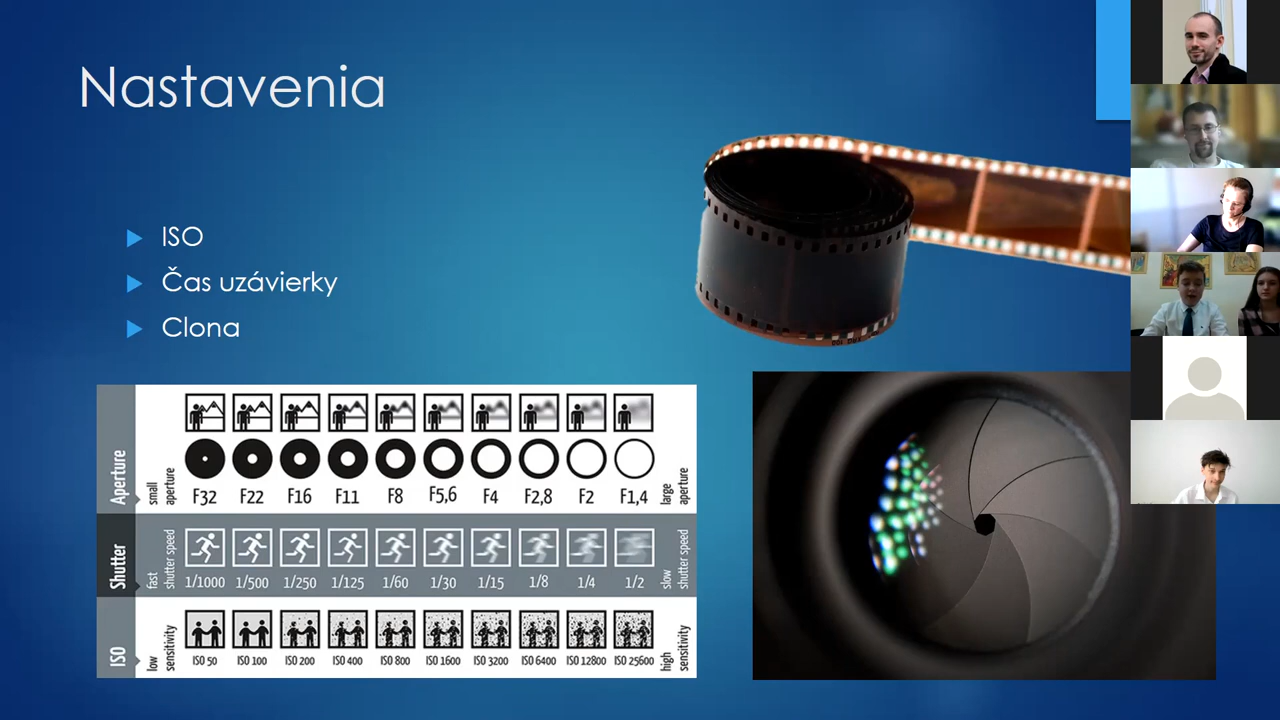 Nastavenia
ISO
Čas uzávierky
Clona
Aperture
small aperture
F32 F22 F16 F11 F8 F5,6 F4 F2,8 F2 F1,4
large aperture
Shutter
fast shutter speed
1/1000 1/500 1/250 1/125 1/60 1/30 1/15 1/8 1/4 1/2
slow shutter speed
ISO
low sensitivity
ISO 50 ISO 100 ISO 200 ISO 400 ISO 800 ISO 1600 ISO 3200 ISO 6400 ISO 12800 ISO 25600
high sensitivity